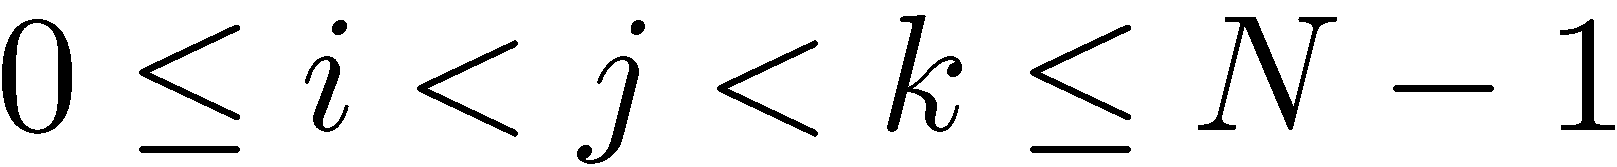 0 ≤ i < j < k ≤ N − 1